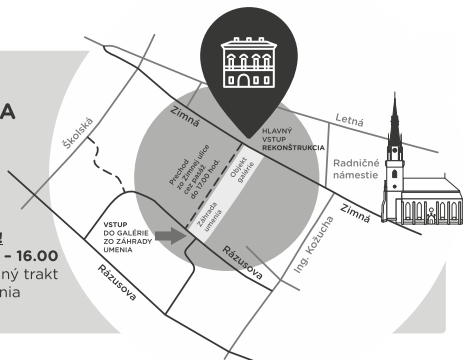 A
!
– 16.00
ný trakt
nia
Školská
Zimná
Letná
HLAVNÝ
VSTUP
REKONŠTRUKCIA
Radničné
námestie
Prechod
zo Zimnej ulice
cez pasáž
do 17.00 hod.
Objekt
galérie
Záhrada
umenia
Zimná
VSTUP
DO GALÉRIE
ZO ZÁHRADY
UMENIA
Rázusova
Rázusova
Ing. Kožucha